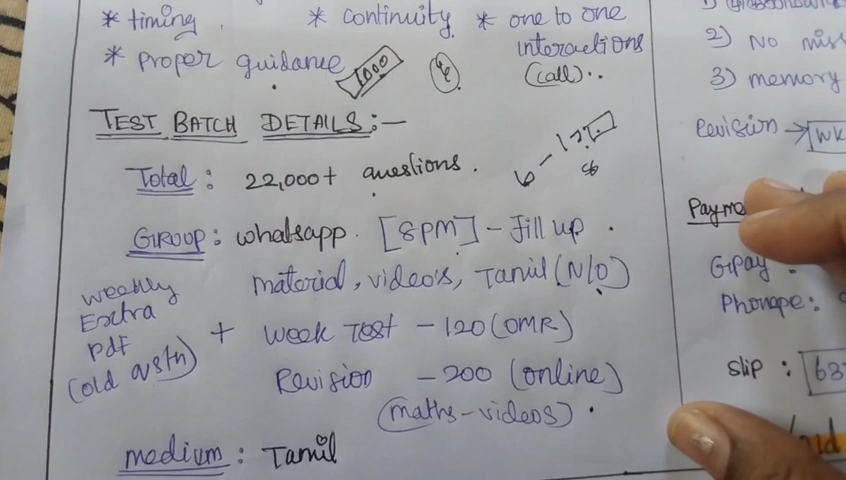 * timing. * continuity * one to one
interactions
(call)..
* proper guidance
1000
TEST BATCH DETAILS:-
Total: 22,000+ questions.
GROUP: whatsapp. [8PM] - Fill up.
material, videos, Tamil (N/O)
weekly
Extra
pdf
(old qstn)
+ week Test - 120 (OMR)
Revision - 200 (online)
(maths - videos).
medium: Tamil
2) No
3) memory
Revision →
Gpay:
Phonepe:
slip: 63